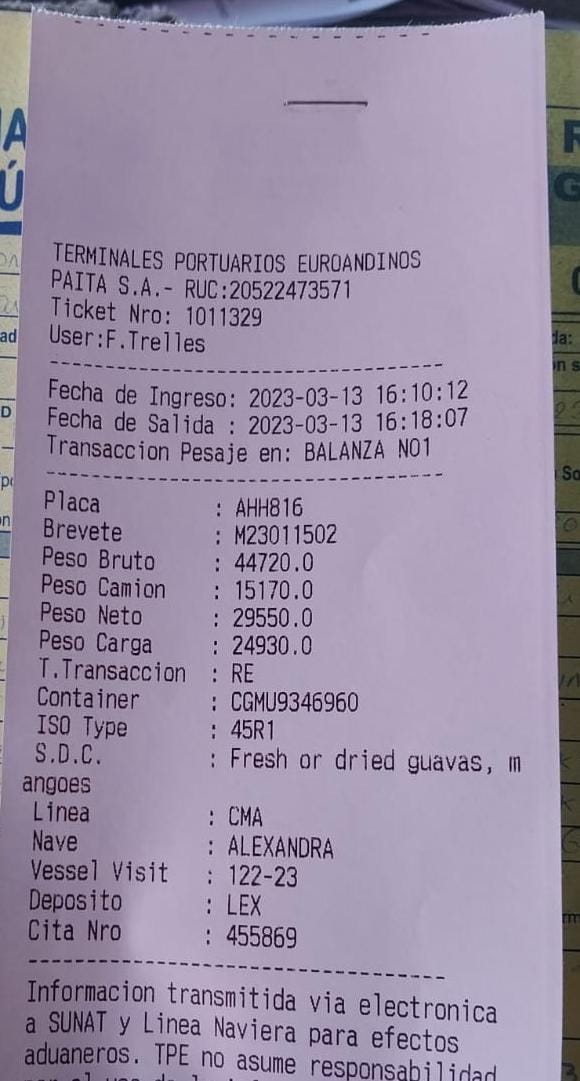 TERMINALES PORTUARIOS EUROANDINOS
PAITA S.A.- RUC:20522473571
Ticket Nro: 1011329
User:F.Trelles
Fecha de Ingreso: 2023-03-13 16:10:12
Fecha de Salida : 2023-03-13 16:18:07
Transaccion Pesaje en: BALANZA NO1
Placa : AHH816
Brevete : M23011502
Peso Bruto : 44720.0
Peso Camion : 15170.0
Peso Neto : 29550.0
Peso Carga : 24930.0
T.Transaccion : RE
Container : CGMU9346960
ISO Type : 45R1
S.D.C. : Fresh or dried guavas, m
angoes
Linea : CMA
Nave : ALEXANDRA
Vessel Visit : 122-23
Deposito : LEX
Cita Nro : 455869
Informacion transmitida via electronica
a SUNAT y Linea Naviera para efectos
aduaneros. TPE no asume responsabilidad